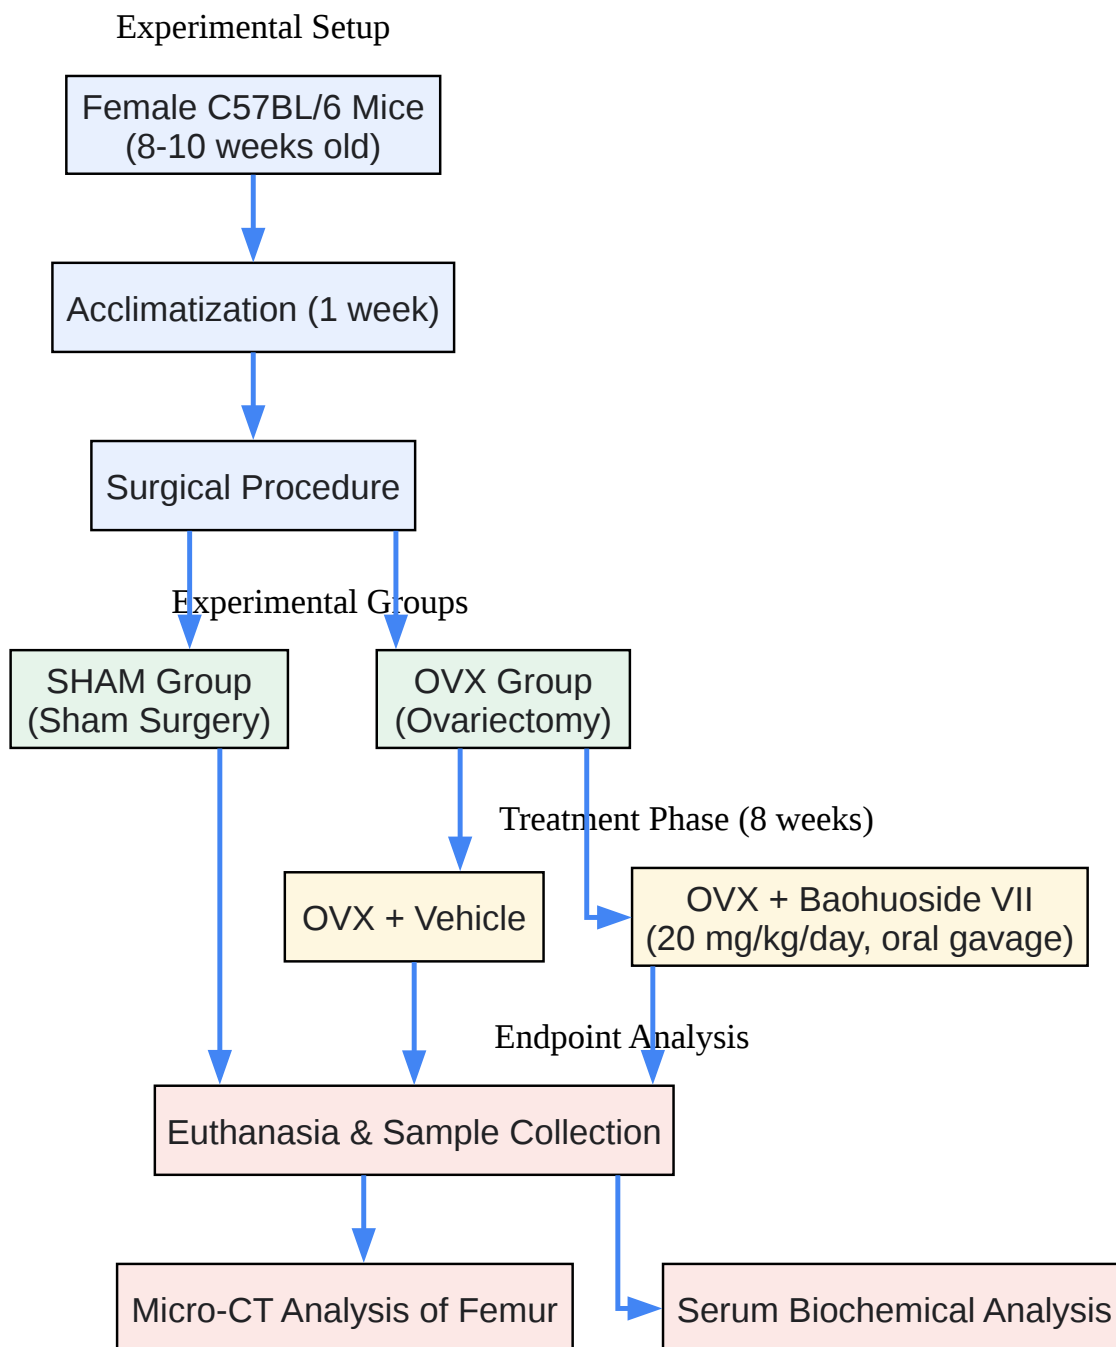 Experimental Setup
Female C57BL/6 Mice
(8-10 weeks old)
Acclimatization (1 week)
Surgical Procedure
Experimental Groups
SHAM Group
(Sham Surgery)
OVX Group
(Ovariectomy)
Treatment Phase (8 weeks)
OVX + Vehicle
OVX + Baohuoside VII
(20 mg/kg/day, oral gavage)
Endpoint Analysis
Euthanasia & Sample Collection
Micro-CT Analysis of Femur
Serum Biochemical Analysis